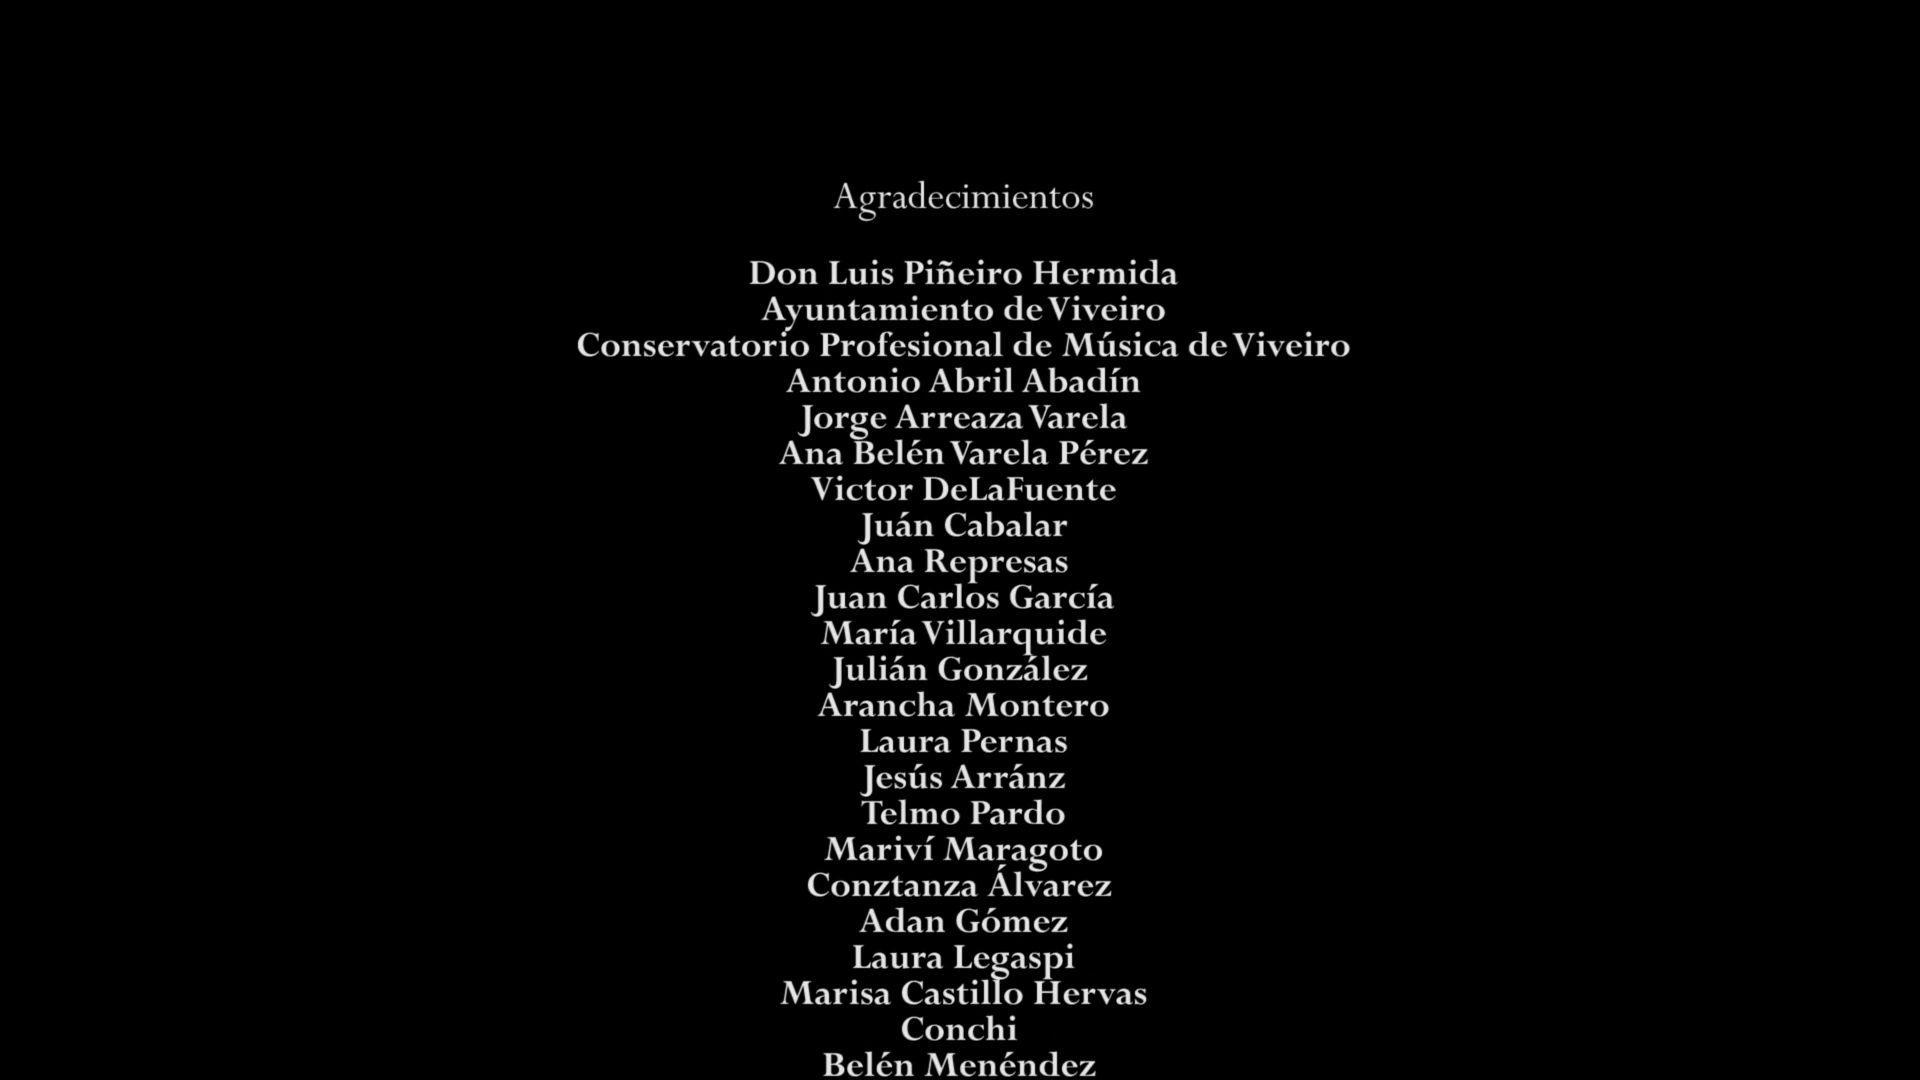 Agradecimientos
Don Luis Piñeiro Hermida
Ayuntamiento de Viveiro
Conservatorio Profesional de Música de Viveiro
Antonio Abril Abadín
Jorge Arreaza Varela
Ana Belén Varela Pérez
Victor DeLaFuente
Juán Cabalar
Ana Represas
Juan Carlos García
María Villarquide
Julián González
Arancha Montero
Laura Pernas
Jesús Arránz
Telmo Pardo
Mariví Maragoto
Conztanza Álvarez
Adan Gómez
Laura Legaspi
Marisa Castillo Hervas
Conchi
Belén Menéndez